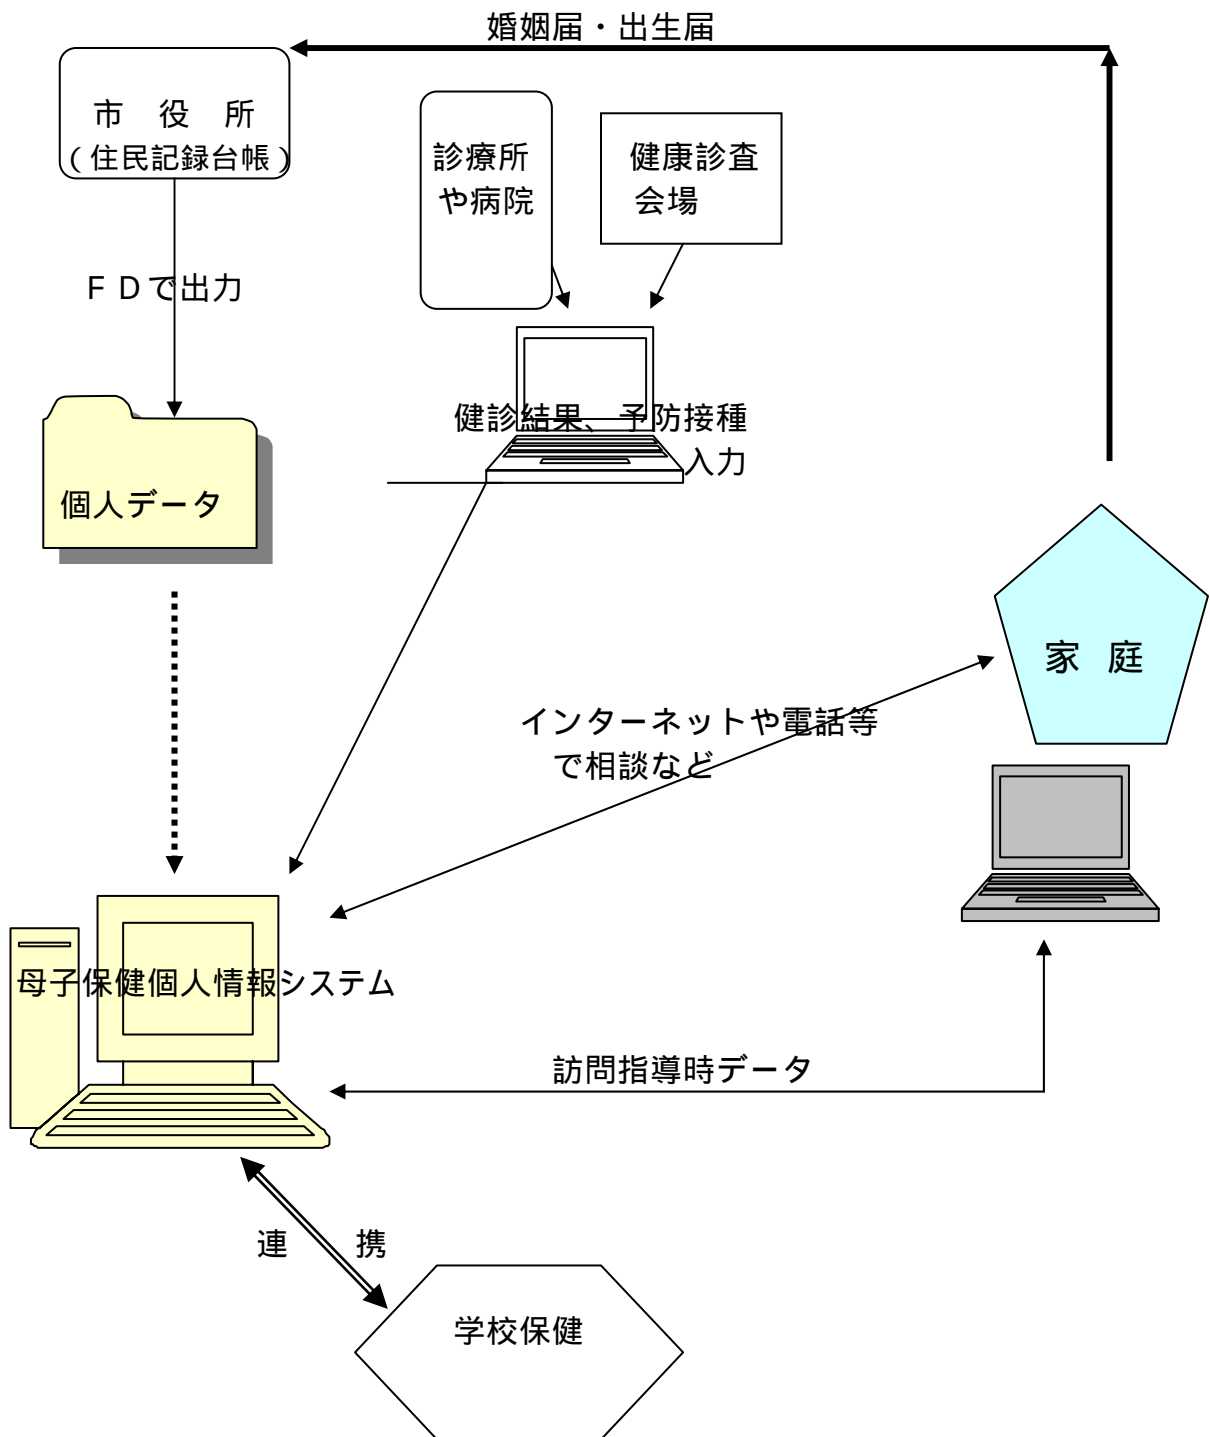 婚姻届・出生届
市　役　所
（住民記録台帳）
診療所
や病院
健康診査
会場
ＦＤで出力
健診結果、予防接種
入力
個人データ
家　庭
インターネットや電話等
で相談など
母子保健個人情報システム
訪問指導時データ
連　　携
学校保健